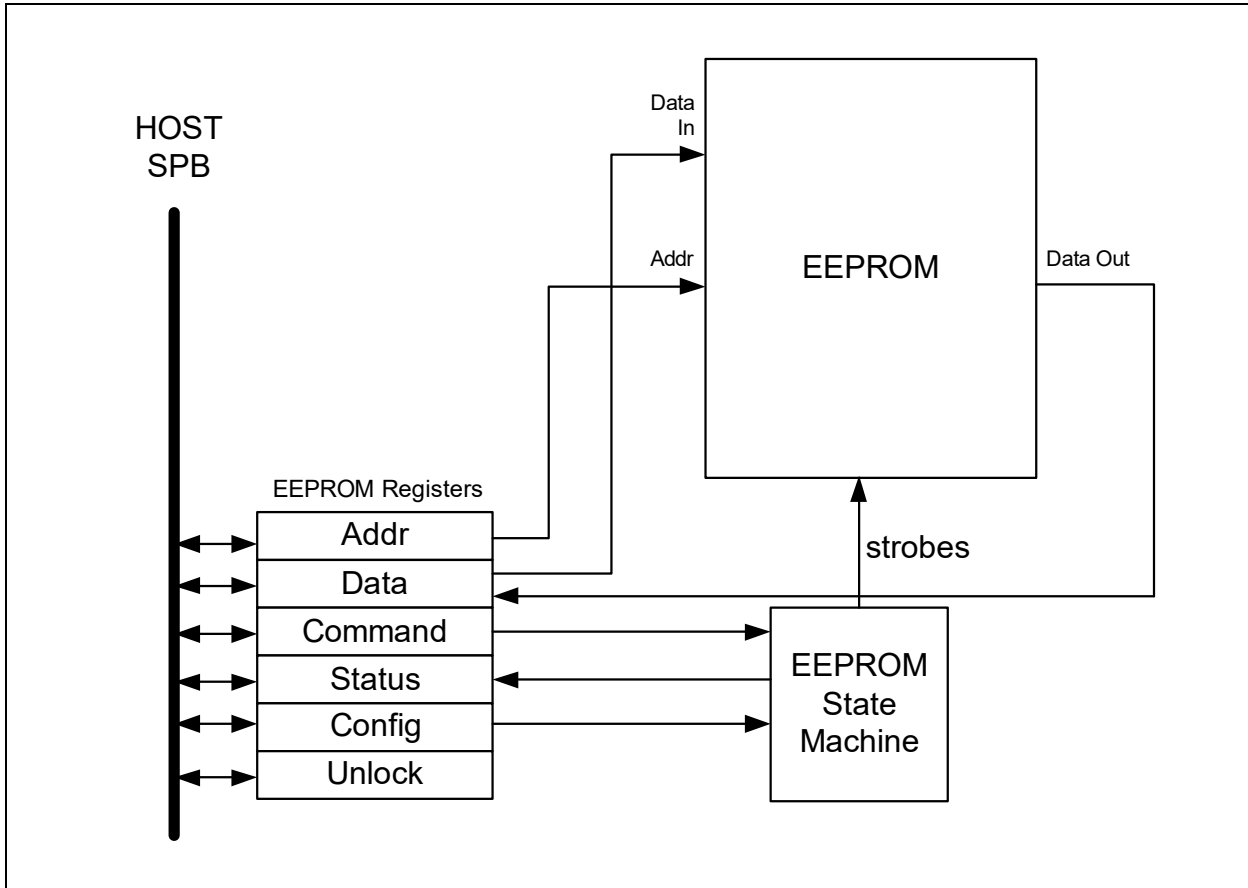 HOST
SPB
Data
In
Addr
EEPROM
Data Out
EEPROM Registers
Addr
Data
Command
Status
Config
Unlock
strobes
EEPROM
State
Machine